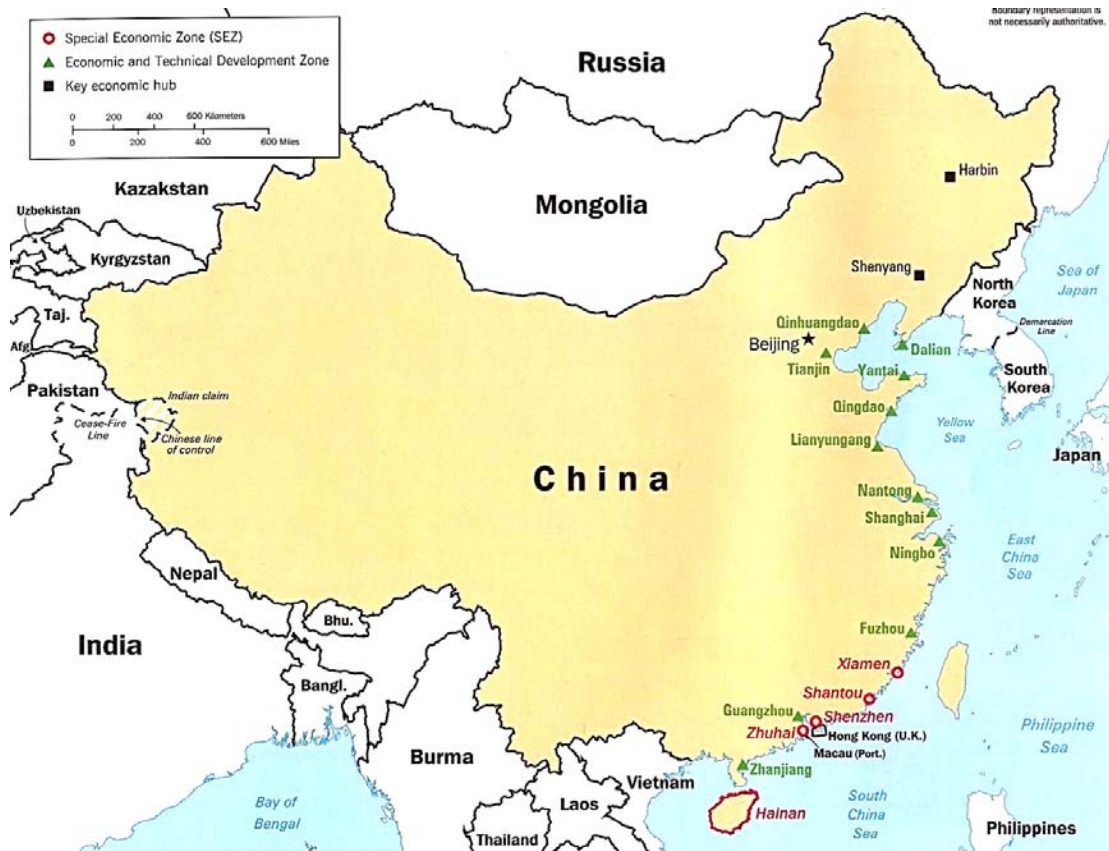 Boundary representation is
not necessarily authoritative.
Special Economic Zone (SEZ)
Economic and Technical Development Zone
Key economic hub
0 200 400 600 Kilometers
0 200 400 600 Miles
Russia
Kazakstan
Mongolia
Harbin
Uzbekistan
Kyrgyzstan
Shenyang
Sea of
Japan
North
Korea
Taj.
Afg.
Qinhuangdao
Beijing
Dalian
Demarcation
Line
Tianjin
Yantai
South
Korea
Pakistan
Indian claim
Cease-Fire
Line
Chinese line
of control
Qingdao
Yellow
Sea
Lianyungang
Japan
China
Nantong
Shanghai
Ningbo
East
China
Sea
Nepal
Bhu.
India
Fuzhou
Xiamen
Bangl.
Shantou
Guangzhou
Shenzhen
Zhuhai
Hong Kong (U.K.)
Macau (Port.)
Philippine
Sea
Burma
Zhanjiang
Vietnam
Laos
Hainan
Bay of
Bengal
South
China
Sea
Thailand
Philippines